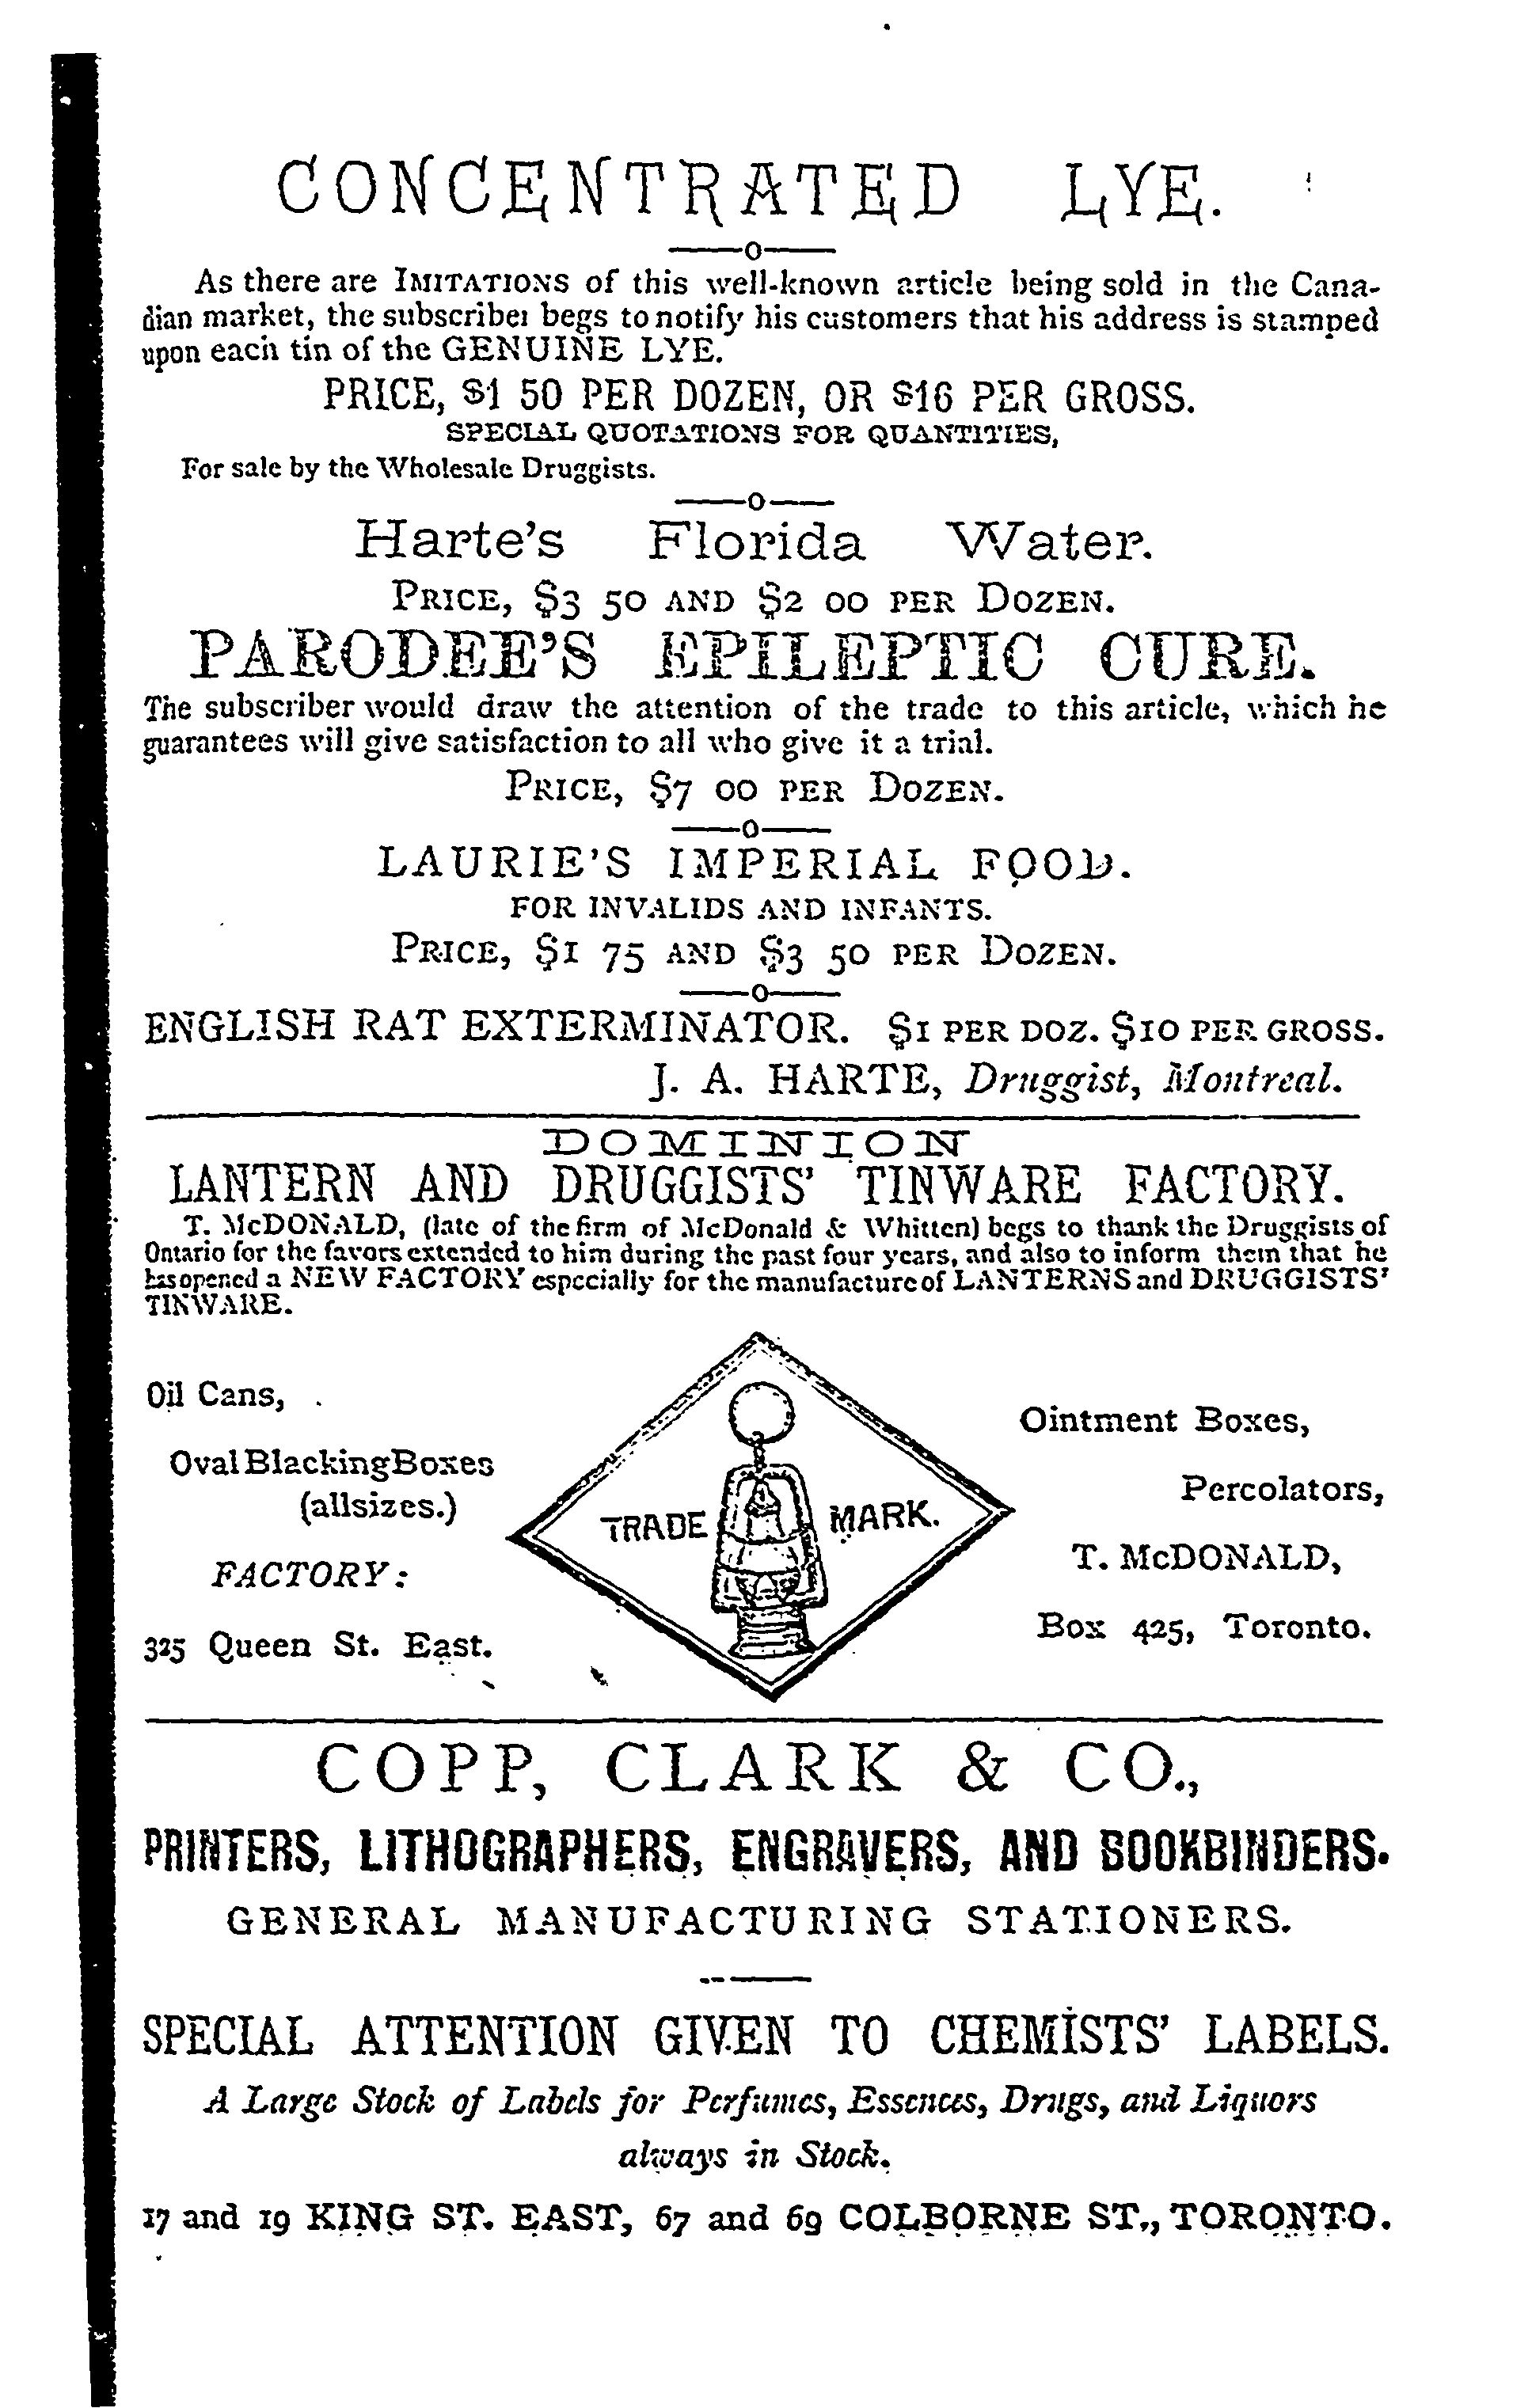 CONCENTRATED LYE.
As there are IMITATIONS of this well-known article being sold in the Cana-
dian market, the subscriber begs to notify his customers that his address is stamped
upon each tin of the GENUINE LYE.
PRICE, $1 50 PER DOZEN, OR $16 PER GROSS.
SPECIAL QUOTATIONS FOR QUANTITIES,
For sale by the Wholesale Druggists.
Harte's Florida Water.
PRICE, $3 50 AND $2 00 PER DOZEN.
PARODEE'S EPILEPTIC CURE.
The subscriber would draw the attention of the trade to this article, which he
guarantees will give satisfaction to all who give it a trial.
PRICE, $7 00 PER DOZEN.
LAURIE'S IMPERIAL FOOD.
FOR INVALIDS AND INFANTS.
PRICE, $1 75 AND $3 50 PER DOZEN.
ENGLISH RAT EXTERMINATOR. $1 PER DOZ. $10 PER GROSS.
J. A. HARTE, Druggist, Montreal.
DOMINION
LANTERN AND DRUGGISTS' TINWARE FACTORY.
T. McDONALD, (late of the firm of McDonald & Whitten) begs to thank the Druggists of
Ontario for the favors extended to him during the past four years, and also to inform them that he
has opened a NEW FACTORY especially for the manufacture of LANTERNS and DRUGGISTS'
TINWARE.
Oil Cans,
Oval Blacking Boxes
(all sizes.)
FACTORY:
325 Queen St. East.
TRADE MARK.
Ointment Boxes,
Percolators,
T. McDONALD,
Box 425, Toronto.
COPP, CLARK & CO.,
PRINTERS, LITHOGRAPHERS, ENGRAVERS, AND BOOKBINDERS.
GENERAL MANUFACTURING STATIONERS.
SPECIAL ATTENTION GIVEN TO CHEMISTS' LABELS.
A Large Stock of Labels for Perfumes, Essences, Drugs, and Liquors
always in Stock.
17 and 19 KING ST. EAST, 67 and 69 COLBORNE ST., TORONTO.